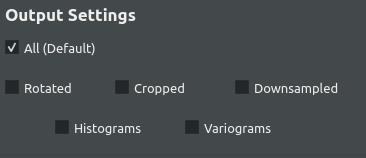 Output Settings
All (Default)
Rotated Cropped Downsampled
Histograms Variograms